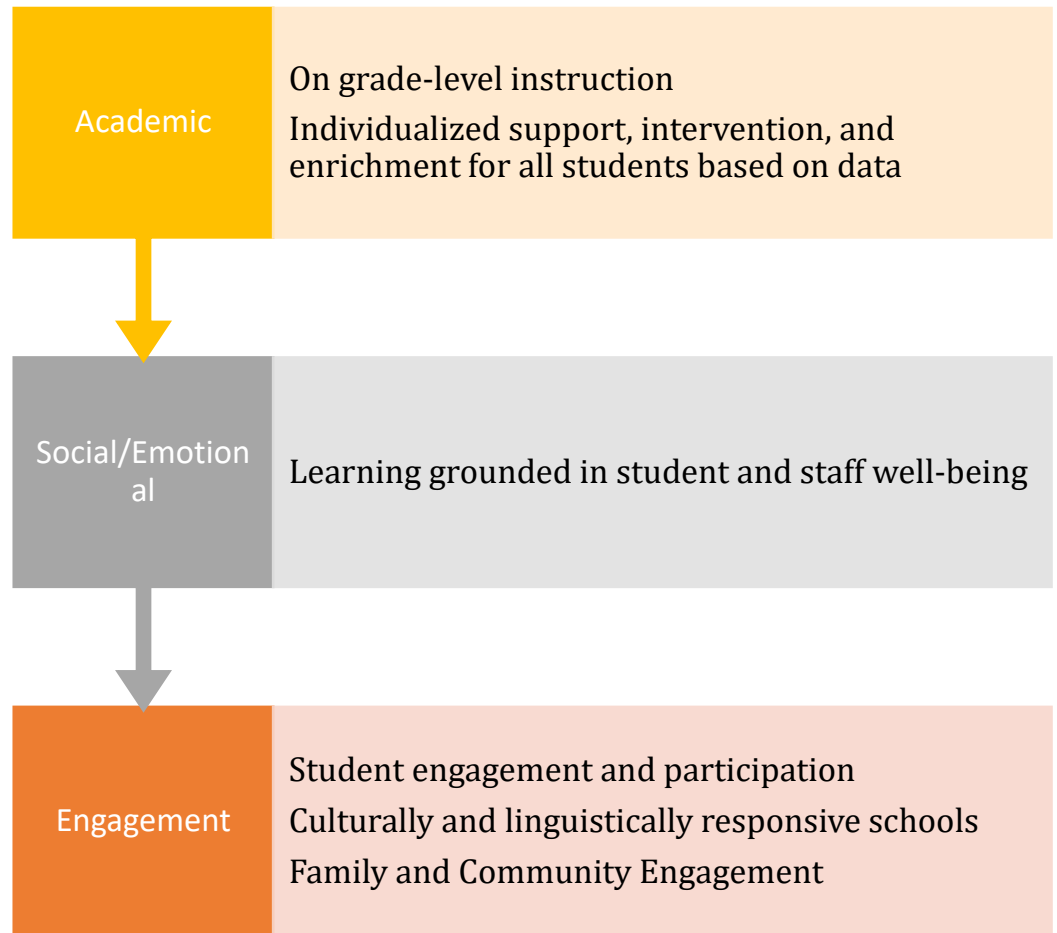 Academic
On grade-level instruction
Individualized support, intervention, and
enrichment for all students based on data
Social/Emotion
al
Learning grounded in student and staff well-being
Engagement
Student engagement and participation
Culturally and linguistically responsive schools
Family and Community Engagement